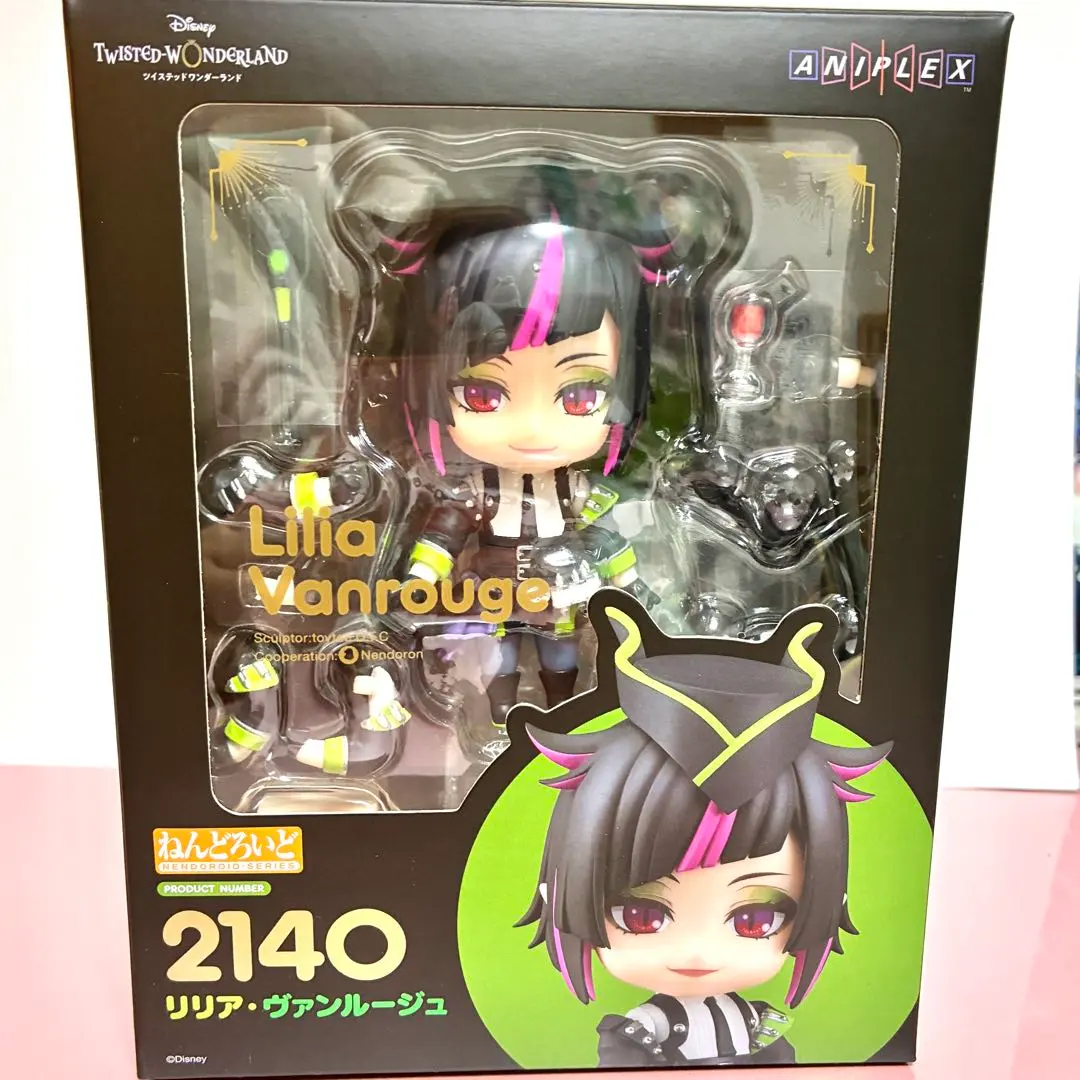 Disney
TWISTED-WONDERLAND
ツイステッドワンダーランド
ANIPLEX
TM
Lilia
Vanrouge
Sculptor:
Cooperation: Nendoron
ねんどろいど
NENDOROID-SERIES
PRODUCT NUMBER
2140
リリア・ヴァンルージュ
©Disney